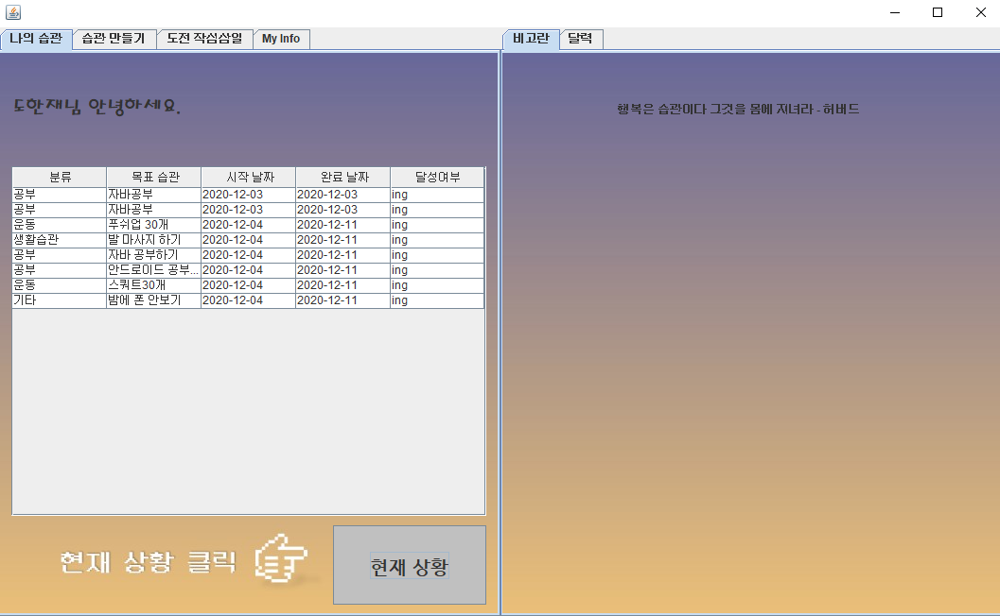 나의 습관 습관 만들기 도전 작심삼일 My Info
도한재님 안녕하세요.
분류 목표 습관 시작 날짜 완료 날짜 달성여부
공부 자바공부 2020-12-03 2020-12-03 ing
공부 자바공부 2020-12-03 2020-12-03 ing
운동 푸쉬업 30개 2020-12-04 2020-12-11 ing
생활습관 발 마사지 하기 2020-12-04 2020-12-11 ing
공부 자바 공부하기 2020-12-04 2020-12-11 ing
공부 안드로이드 공부... 2020-12-04 2020-12-11 ing
운동 스쿼트30개 2020-12-04 2020-12-11 ing
기타 밤에 폰 안보기 2020-12-04 2020-12-11 ing
현재 상황 클릭
현재 상황
비고란 달력
행복은 습관이다 그것을 몸에 지녀라 - 허버드